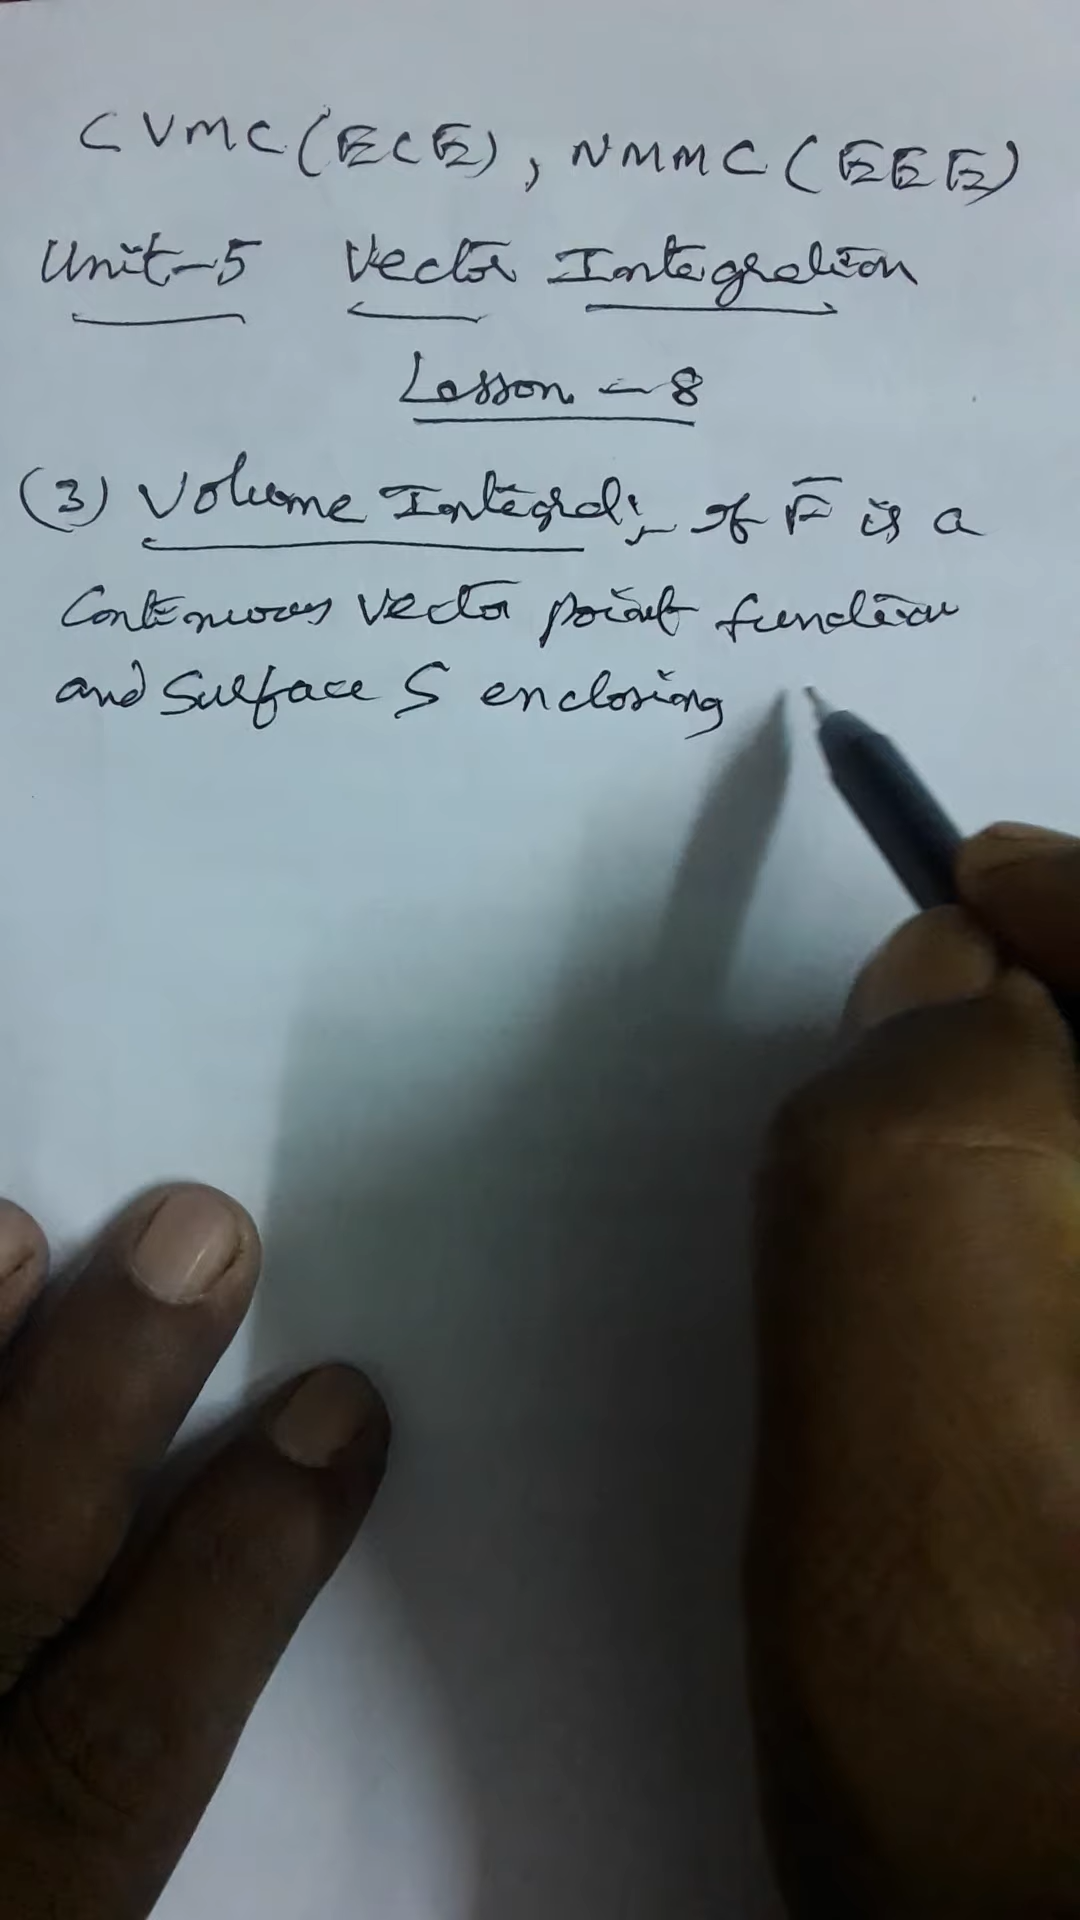 CVMC(ECE), NMMC(EEE)
Unit-5 Vector Integration
Lesson - 8
(3) Volume Integral:- If F̅ is a
Continuous vector point function
and Surface S enclosing